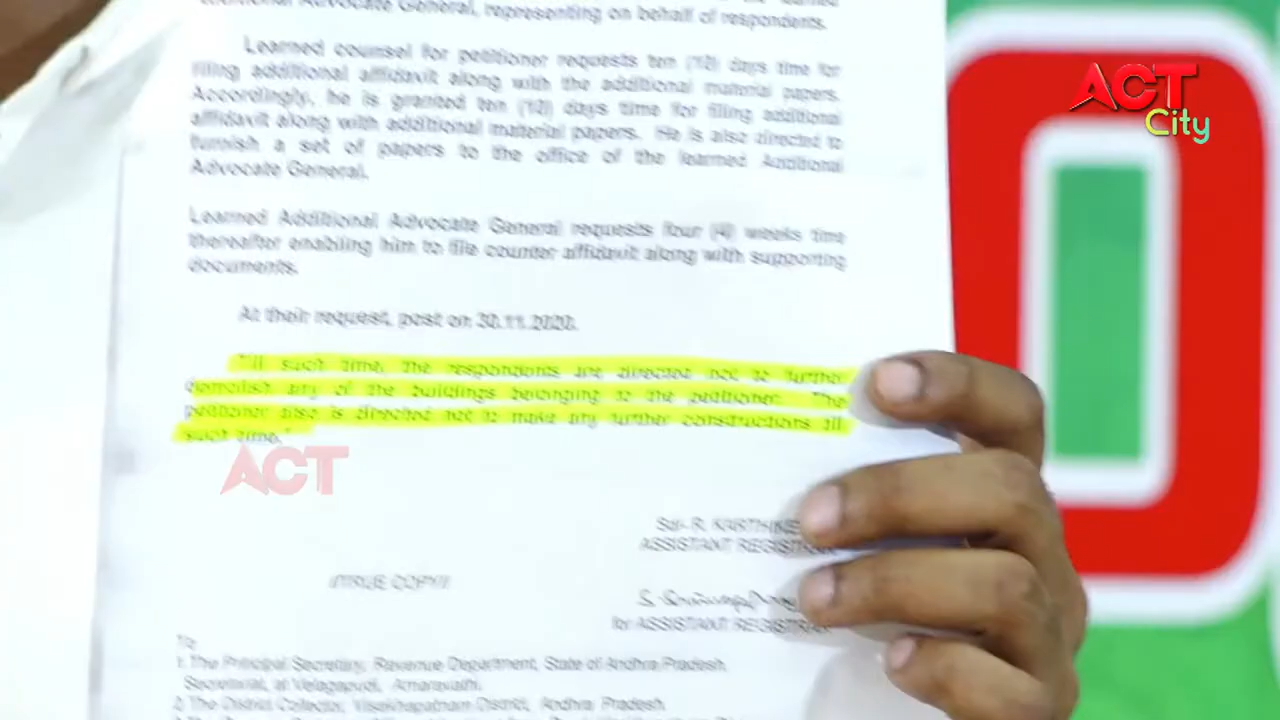 Additional Advocate General, representing on behalf of respondents.
Learned counsel for petitioner requests ten (10) days time for
filing additional affidavit along with the additional material papers.
Accordingly, he is granted ten (10) days time for filing additional
affidavit along with additional material papers. He is also directed to
furnish a set of papers to the office of the learned Additional
Advocate General.
Learned Additional Advocate General requests four (4) weeks time
thereafter enabling him to file counter affidavit along with supporting
documents.
At their request, post on 30.11.2020.
"Till such time, the respondents are directed not to further
demolish any of the buildings belonging to the petitioner. The
petitioner also is directed not to make any further constructions till
such time."
ACT
Sd/- R. KARTHIKE
ASSISTANT REGISTRAR
//TRUE COPY//
for ASSISTANT REGISTRAR
To
1.The Principal Secretary, Revenue Department, State of Andhra Pradesh,
Secretariat, at Velagapudi, Amaravathi.
2.The District Collector, Visakhapatnam District, Andhra Pradesh.
ACT
City